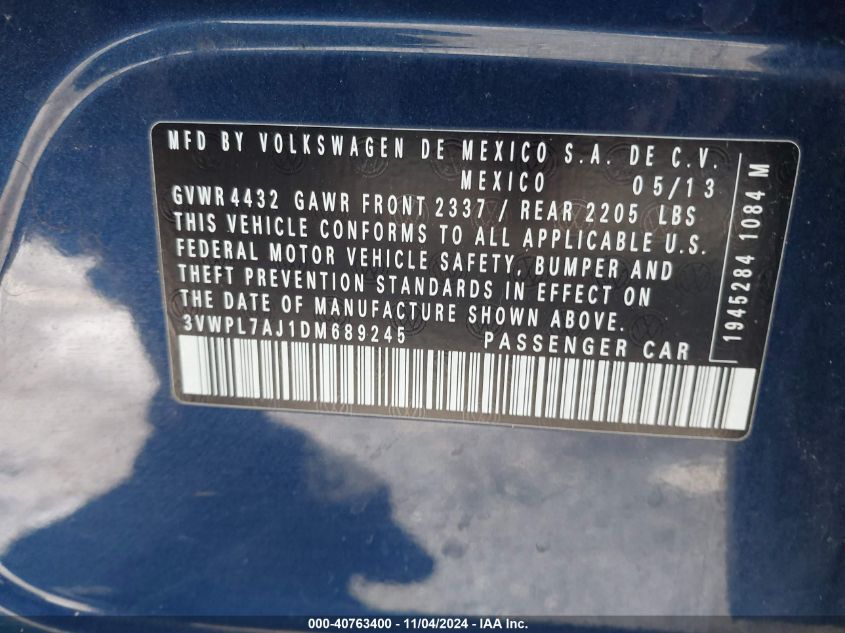 MFD BY VOLKSWAGEN DE MEXICO S.A. DE C.V.
MEXICO 05/13
GVWR 4432 GAWR FRONT 2337 / REAR 2205 LBS
THIS VEHICLE CONFORMS TO ALL APPLICABLE U.S.
FEDERAL MOTOR VEHICLE SAFETY, BUMPER AND
THEFT PREVENTION STANDARDS IN EFFECT ON
THE DATE OF MANUFACTURE SHOWN ABOVE.
3VWPL7AJ1DM689245 PASSENGER CAR
1945284 1084 M
000-40763400 - 11/04/2024 - IAA Inc.